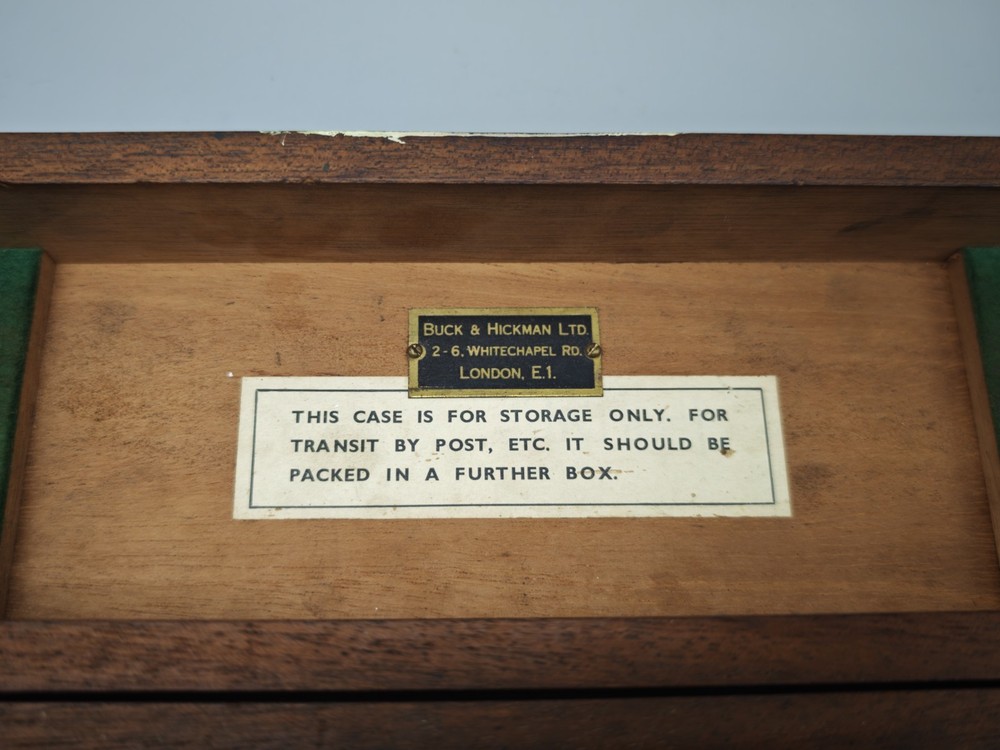 BUCK & HICKMAN LTD.
2-6, WHITECHAPEL RD.
LONDON, E.1.
THIS CASE IS FOR STORAGE ONLY. FOR
TRANSIT BY POST, ETC. IT SHOULD BE
PACKED IN A FURTHER BOX.